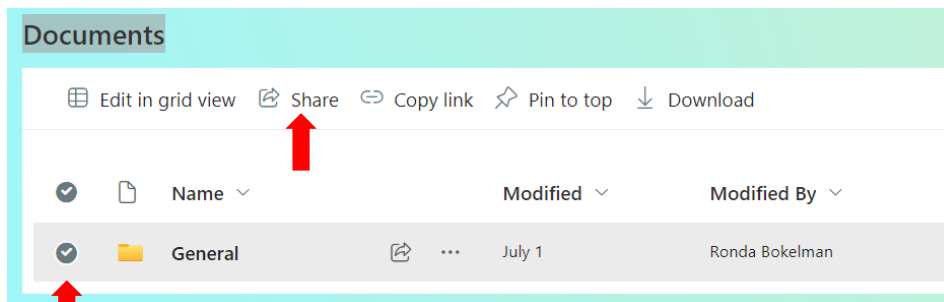 Documents
Edit in grid view Share Copy link Pin to top Download
Name Modified Modified By
General ... July 1 Ronda Bokelman